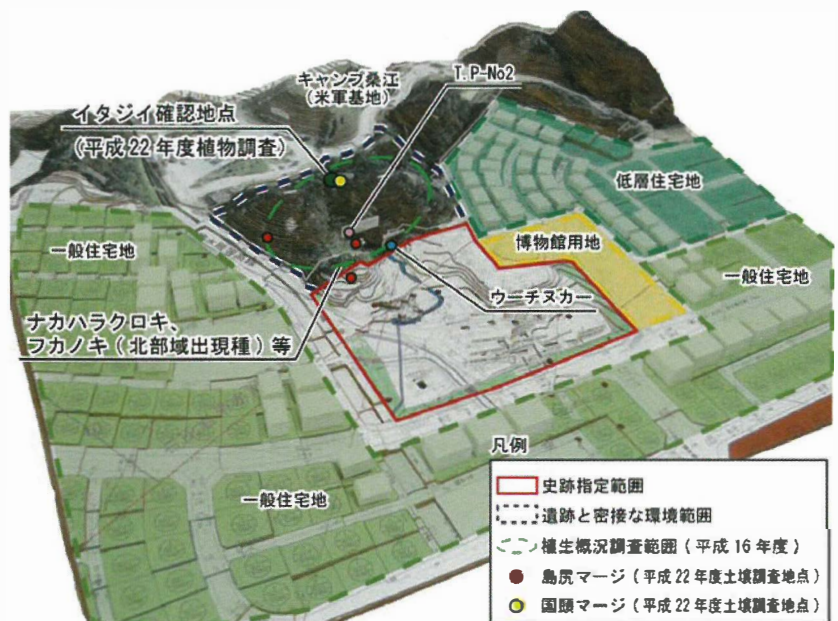 キャンプ桑江
(米軍基地)
T.P-No2
イタジイ確認地点
(平成22年度植物調査)
低層住宅地
一般住宅地
博物館用地
一般住宅地
ウーチヌカー
ナカハラクロキ、
フカノキ(北部域出現種)等
一般住宅地
凡例
史跡指定範囲
遺跡と密接な環境範囲
植生概況調査範囲(平成16年度)
島尻マージ(平成22年度土壌調査地点)
国頭マージ(平成22年度土壌調査地点)